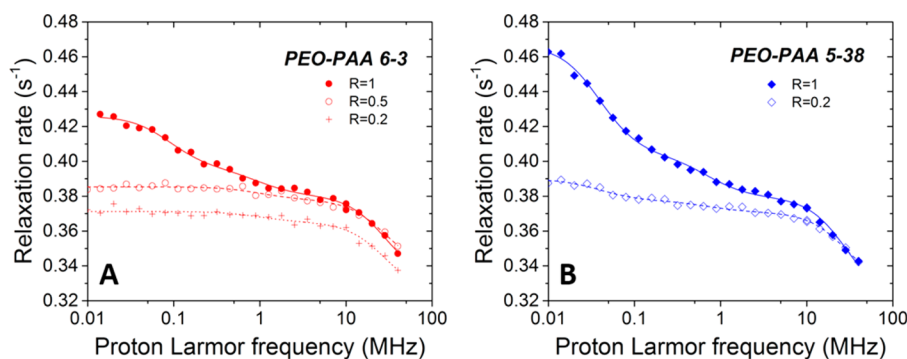 0.48
0.46
0.44
0.42
0.40
0.38
0.36
0.34
0.32
Relaxation rate (s⁻¹)
PEO-PAA 6-3
R=1
R=0.5
R=0.2
A
0.01 0.1 1 10 100
Proton Larmor frequency (MHz)
0.48
0.46
0.44
0.42
0.40
0.38
0.36
0.34
0.32
Relaxation rate (s⁻¹)
PEO-PAA 5-38
R=1
R=0.2
B
0.01 0.1 1 10 100
Proton Larmor frequency (MHz)